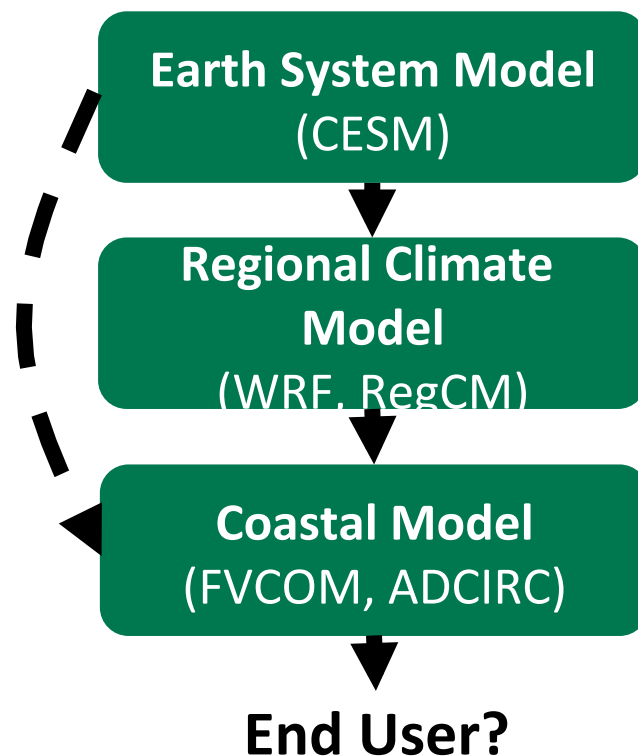 Earth System Model
(CESM)
Regional Climate
Model
(WRF, RegCM)
Coastal Model
(FVCOM, ADCIRC)
End User?